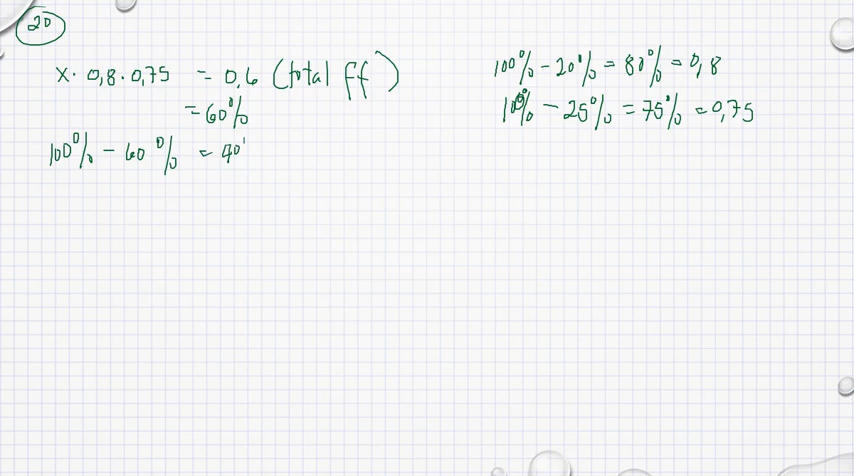 20
x · 0,8 · 0,75 = 0,6 (total ff)
= 60%
100% - 60% = 40
100% - 20% = 80% = 0,8
100% - 25% = 75% = 0,75